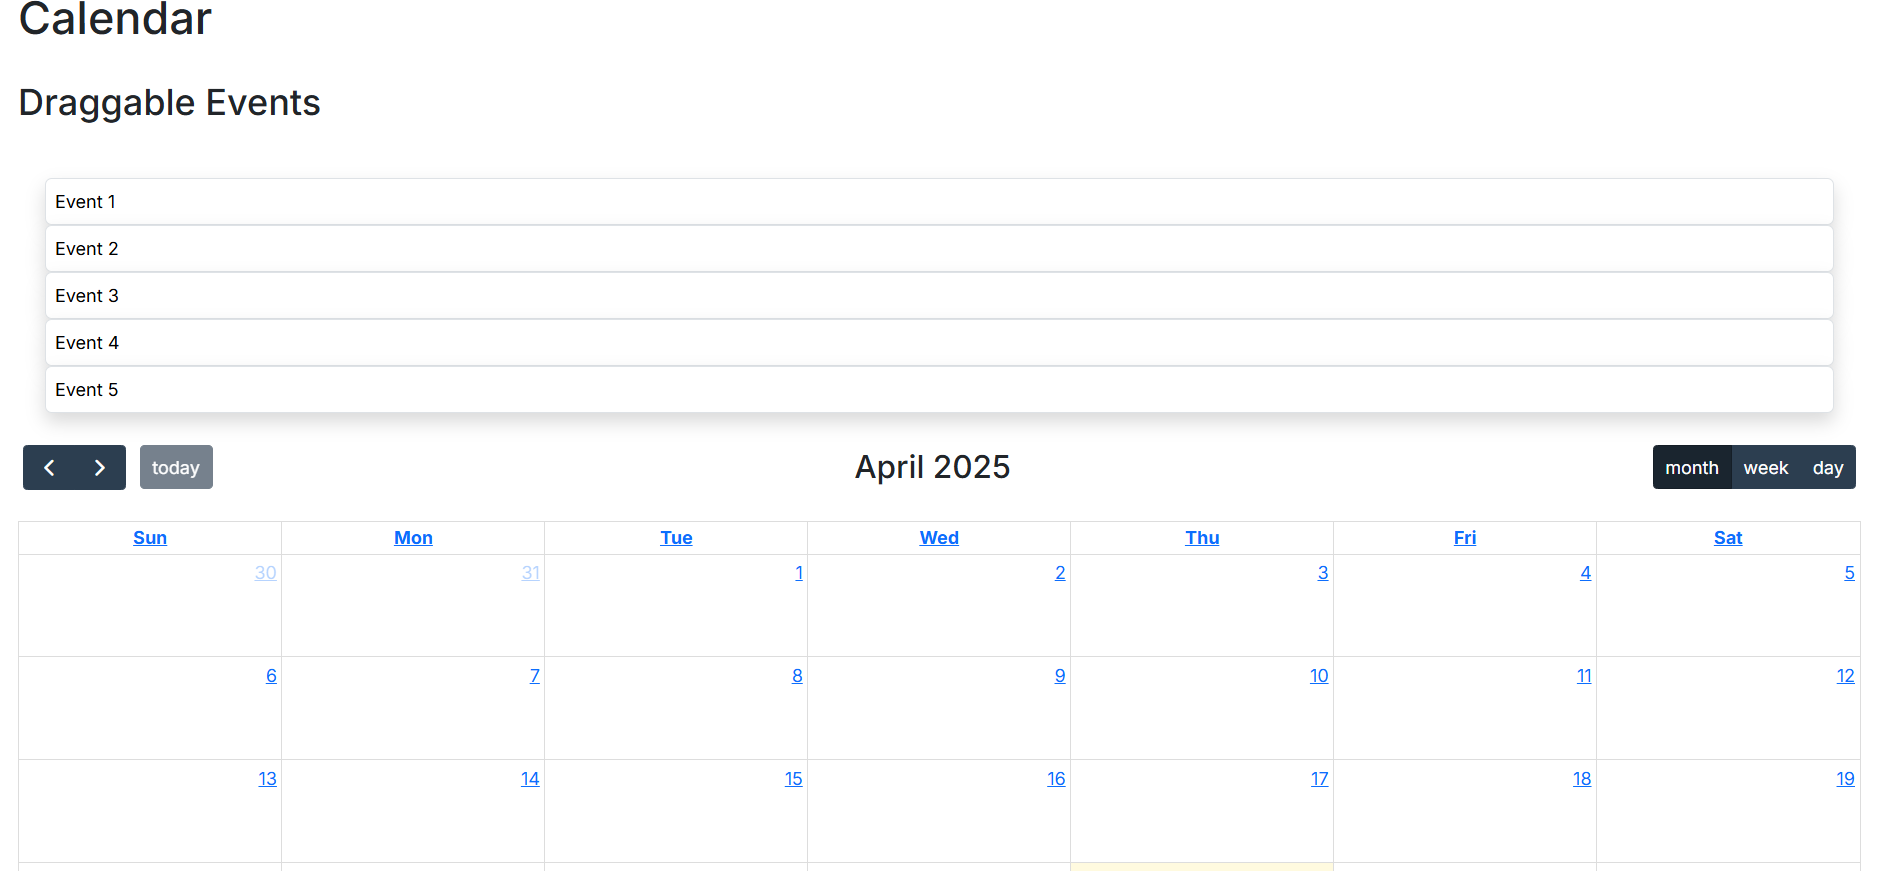 Calendar
Draggable Events
Event 1
Event 2
Event 3
Event 4
Event 5
today April 2025 month week day
Sun Mon Tue Wed Thu Fri Sat
30 31 1 2 3 4 5
6 7 8 9 10 11 12
13 14 15 16 17 18 19